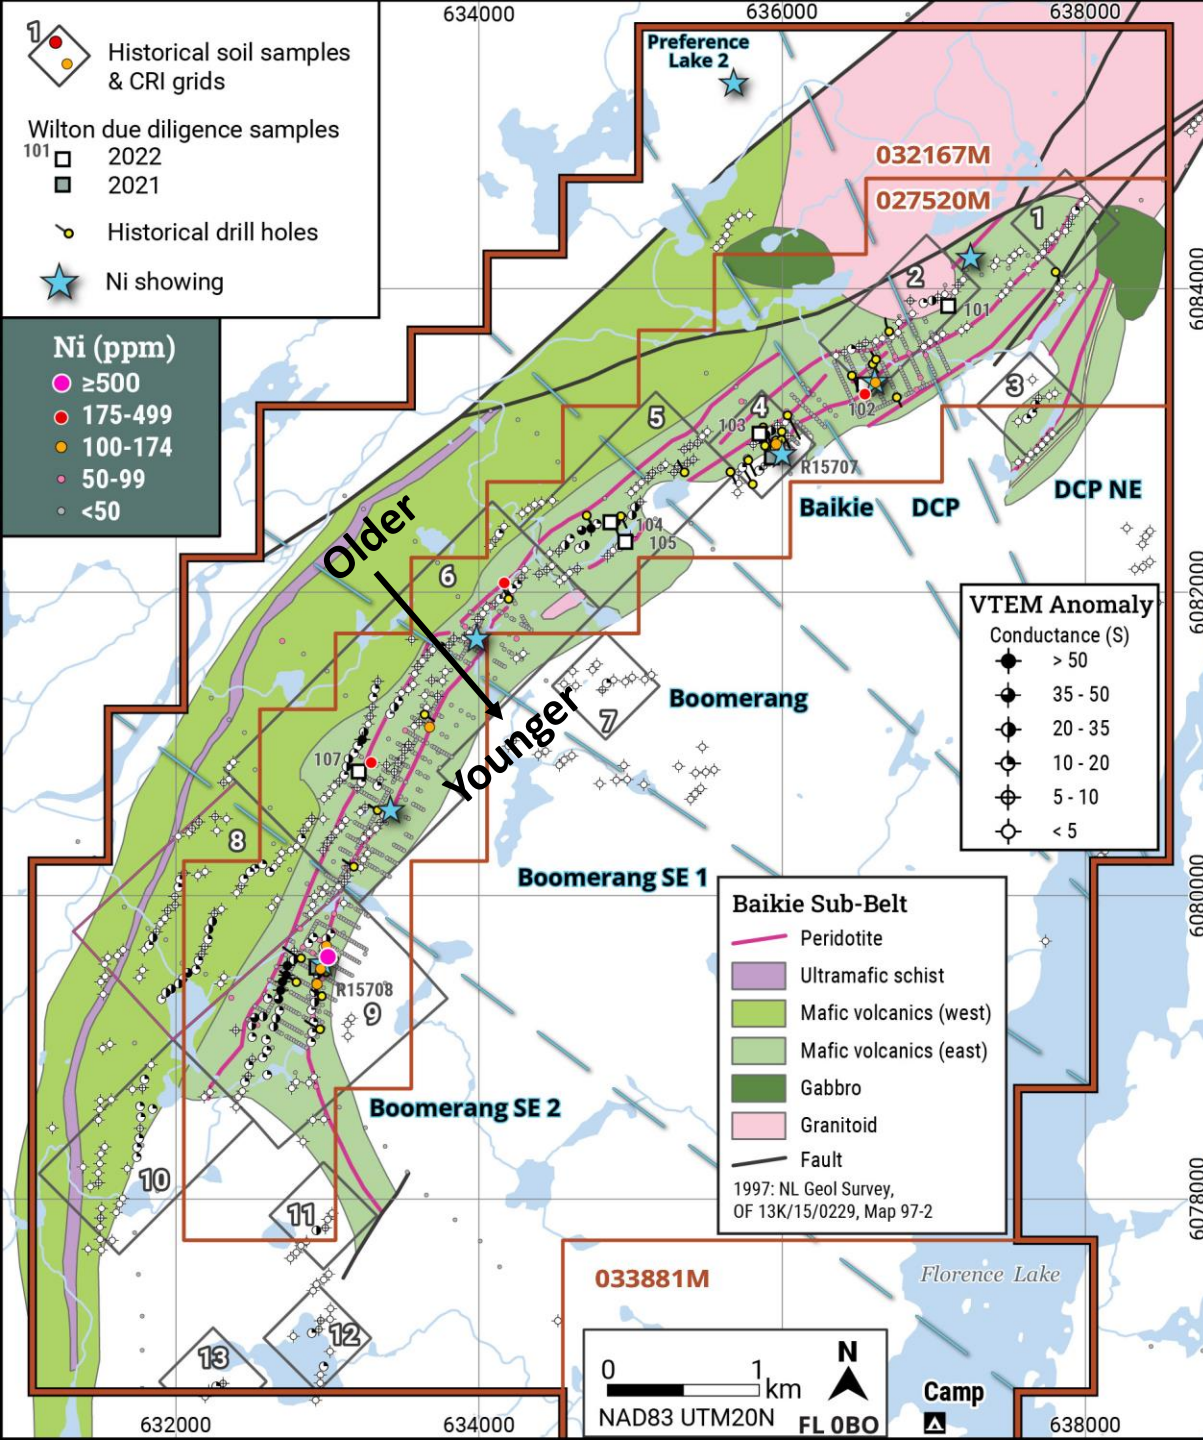 634000
636000
638000
1
Historical soil samples
& CRI grids
Wilton due diligence samples
101
2022
2021
Historical drill holes
Ni showing
Ni (ppm)
≥500
175-499
100-174
50-99
<50
Preference
Lake 2
032167M
027520M
1
2
101
3
102
4
103
5
R15707
Baikie
DCP
DCP NE
104
105
6
Older
Younger
7
Boomerang
107
8
Boomerang SE 1
R15708
9
Boomerang SE 2
10
11
12
13
6084000
6082000
6080000
6078000
VTEM Anomaly
Conductance (S)
> 50
35 - 50
20 - 35
10 - 20
5 - 10
< 5
Baikie Sub-Belt
Peridotite
Ultramafic schist
Mafic volcanics (west)
Mafic volcanics (east)
Gabbro
Granitoid
Fault
1997: NL Geol Survey,
OF 13K/15/0229, Map 97-2
033881M
Florence Lake
0 1
km
NAD83 UTM20N
N
FL 0BO
Camp
632000
634000
638000